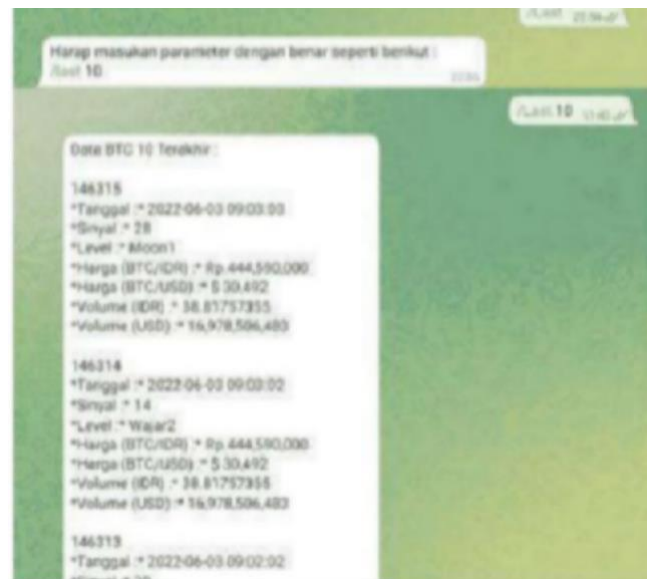 /Last
Harap masukan parameter dengan benar seperti berikut :
/last 10
/Last 10
Data BTC 10 Terakhir :
146315
*Tanggal :* 2022-06-03 09:03:03
*Sinyal :* 28
*Level :* Moon1
*Harga (BTC/IDR) :* Rp.444,590,000
*Harga (BTC/USD) :* $ 30,492
*Volume (IDR) :* 38.81757355
*Volume (USD) :* 16,978,506,483
146314
*Tanggal :* 2022-06-03 09:03:02
*Sinyal :* 14
*Level :* Wajar2
*Harga (BTC/IDR) :* Rp.444,590,000
*Harga (BTC/USD) :* $ 30,492
*Volume (IDR) :* 38.81757355
*Volume (USD) :* 16,978,506,483
146313
*Tanggal :* 2022-06-03 09:02:02